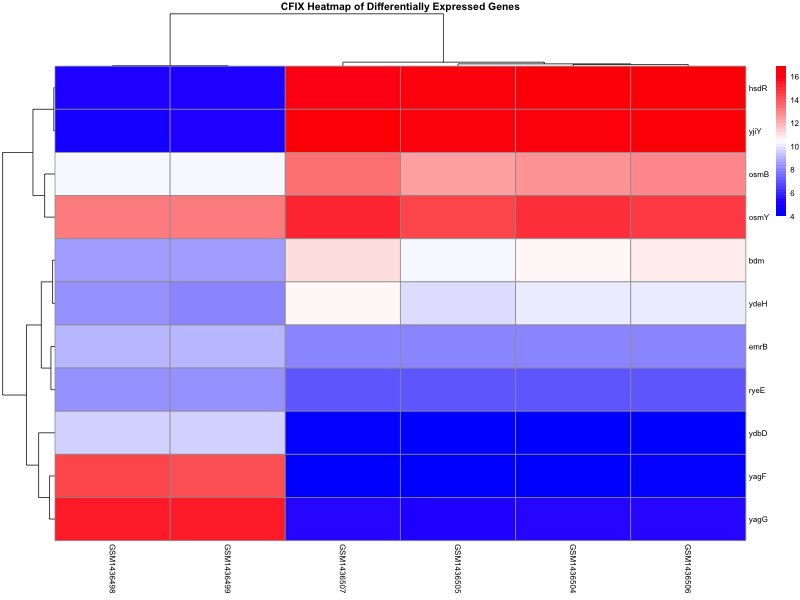 CFIX Heatmap of Differentially Expressed Genes
hsdR
yjiY
osmB
osmY
bdm
ydeH
emrB
ryeE
ydbD
yagF
yagG
16
14
12
10
8
6
4
GSM1436498
GSM1436499
GSM1436507
GSM1436505
GSM1436504
GSM1436506